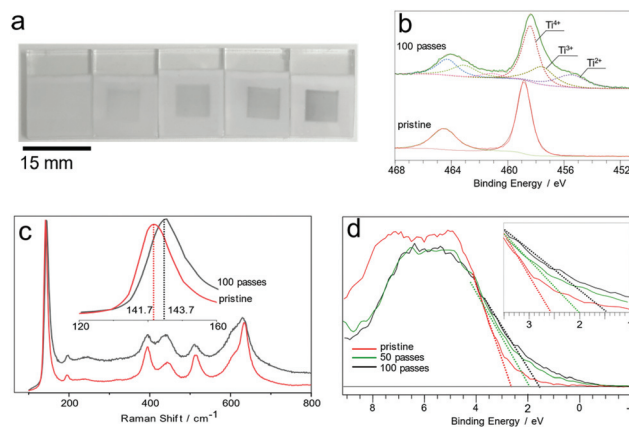 a
15 mm
b
100 passes
Ti4+
Ti3+
Ti2+
pristine
468 464 460 456 452
Binding Energy / eV
c
100 passes
pristine
141.7 143.7
120 160
200 400 600 800
Raman Shift / cm-1
d
3 2 1
pristine
50 passes
100 passes
8 6 4 2 0 -2
Binding Energy / eV